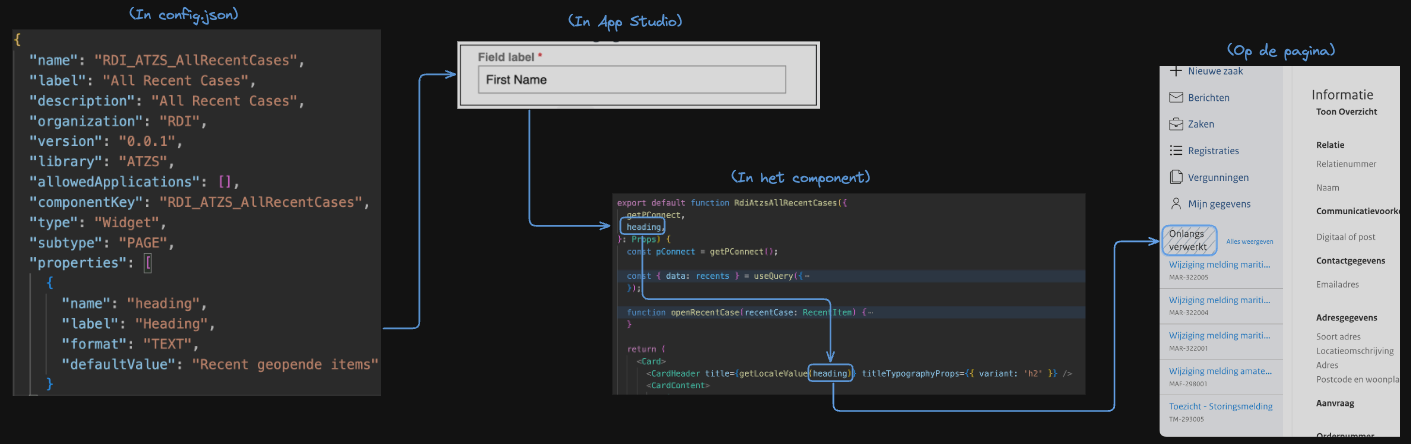 (In config.json)
{
"name": "RDI_ATZS_AllRecentCases",
"label": "All Recent Cases",
"description": "All Recent Cases",
"organization": "RDI",
"version": "0.0.1",
"library": "ATZS",
"allowedApplications": [],
"componentKey": "RDI_ATZS_AllRecentCases",
"type": "Widget",
"subtype": "PAGE",
"properties": [
{
"name": "heading",
"label": "Heading",
"format": "TEXT",
"defaultValue": "Recent geopende items"
}
(In App Studio)
Field label *
First Name
(In het component)
export default function RdiAtzsAllRecentCases({
getPConnect,
heading,
}: Props) {
const pConnect = getPConnect();
const { data: recents } = useQuery({⋯
});
function openRecentCase(recentCase: RecentItem) {⋯
}
return (
<Card>
<CardHeader title={getLocaleValue(heading)} titleTypographyProps={{ variant: 'h2' }} />
<CardContent>
(Op de pagina)
Nieuwe zaak
Berichten
Zaken
Registraties
Vergunningen
Mijn gegevens
Onlangs
verwerkt
Alles weergeven
Wijziging melding mariti...
MAR-322005
Wijziging melding mariti...
MAR-322004
Wijziging melding mariti...
MAR-322001
Wijziging melding amate...
MAF-298001
Toezicht - Storingsmelding
TM-293005
Informatie
Toon Overzicht
Relatie
Relatienummer
Naam
Communicatievoork
Digitaal of post
Contactgegevens
Emailadres
Adresgegevens
Soort adres
Locatieomschrijving
Adres
Postcode en woonpla
Aanvraag
Ordernummer